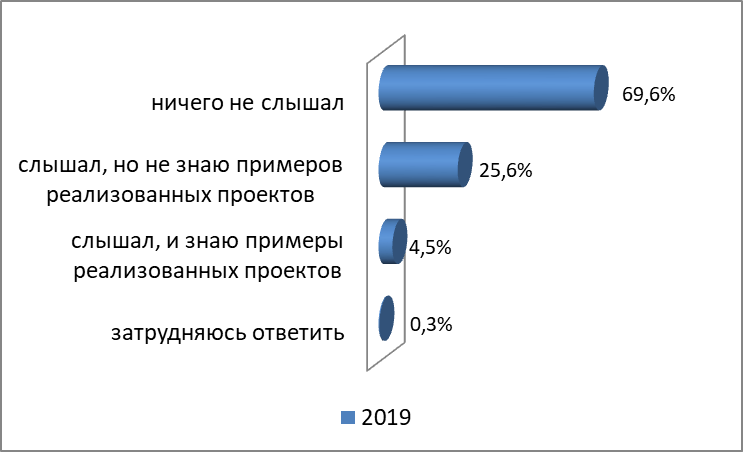 ничего не слышал
69,6%
слышал, но не знаю примеров
реализованных проектов
25,6%
слышал, и знаю примеры
реализованных проектов
4,5%
затрудняюсь ответить
0,3%
2019